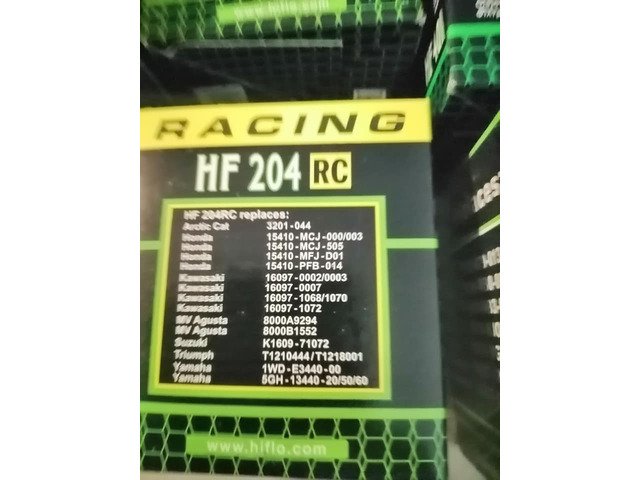 www.hiflo.com
RACING
HF 204 RC
HF 204RC replaces:
Arctic Cat 3201-044
Honda 15410-MCJ-000/003
Honda 15410-MCJ-505
Honda 15410-MFJ-D01
Honda 15410-PFB-014
Kawasaki 16097-0002/0003
Kawasaki 16097-0007
Kawasaki 16097-1068/1070
Kawasaki 16097-1072
MV Agusta 8000A9294
MV Agusta 8000B1552
Suzuki K1609-71072
Triumph T1210444/T1218001
Yamaha 1WD-E3440-00
Yamaha 5GH-13440-20/50/60
www.hiflo.com